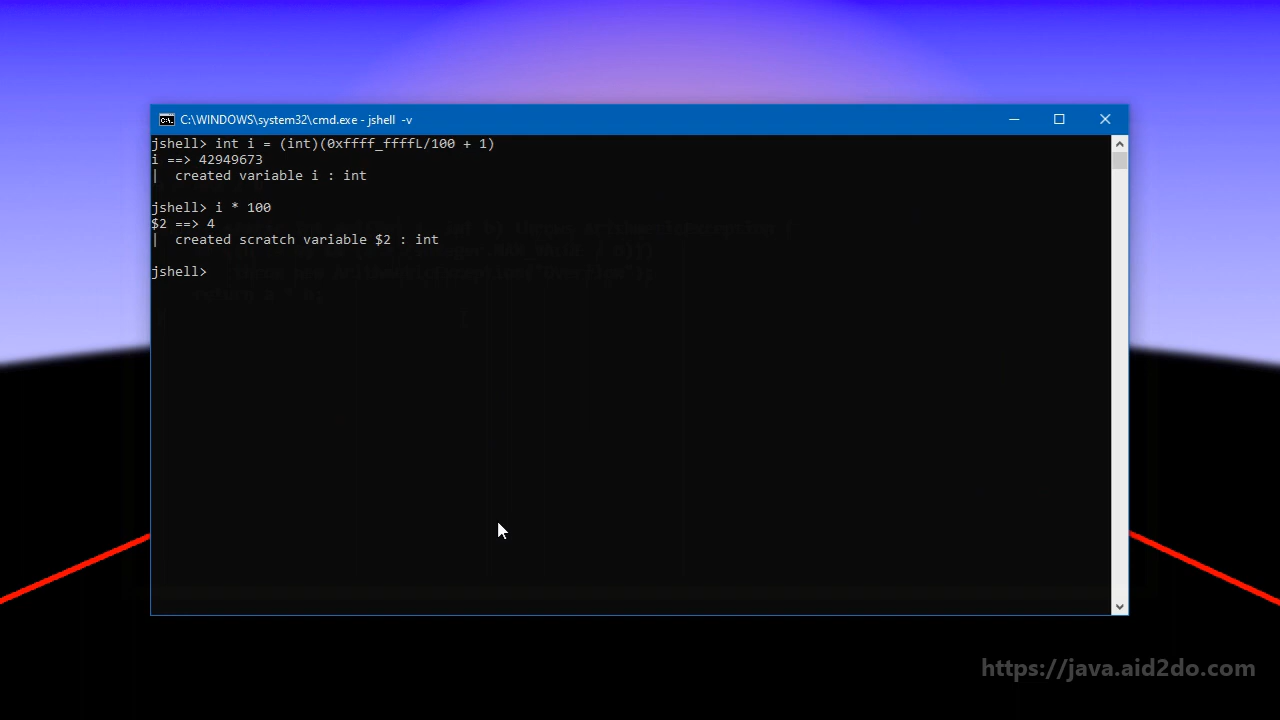 C:\WINDOWS\system32\cmd.exe - jshell  -v
jshell> int i = (int)(0xffff_ffffL/100 + 1)
i ==> 42949673
|  created variable i : int
jshell> i * 100
$2 ==> 4
|  created scratch variable $2 : int
jshell>
https://java.aid2do.com